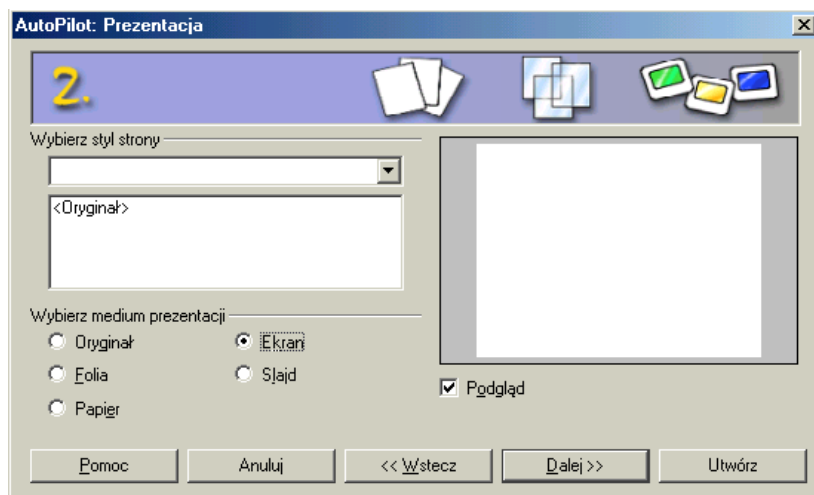 AutoPilot: Prezentacja
2.
Wybierz styl strony
<Oryginał>
Wybierz medium prezentacji
Oryginał
Ekran
Folia
Slajd
Papier
Podgląd
Pomoc
Anuluj
<< Wstecz
Dalej >>
Utwórz